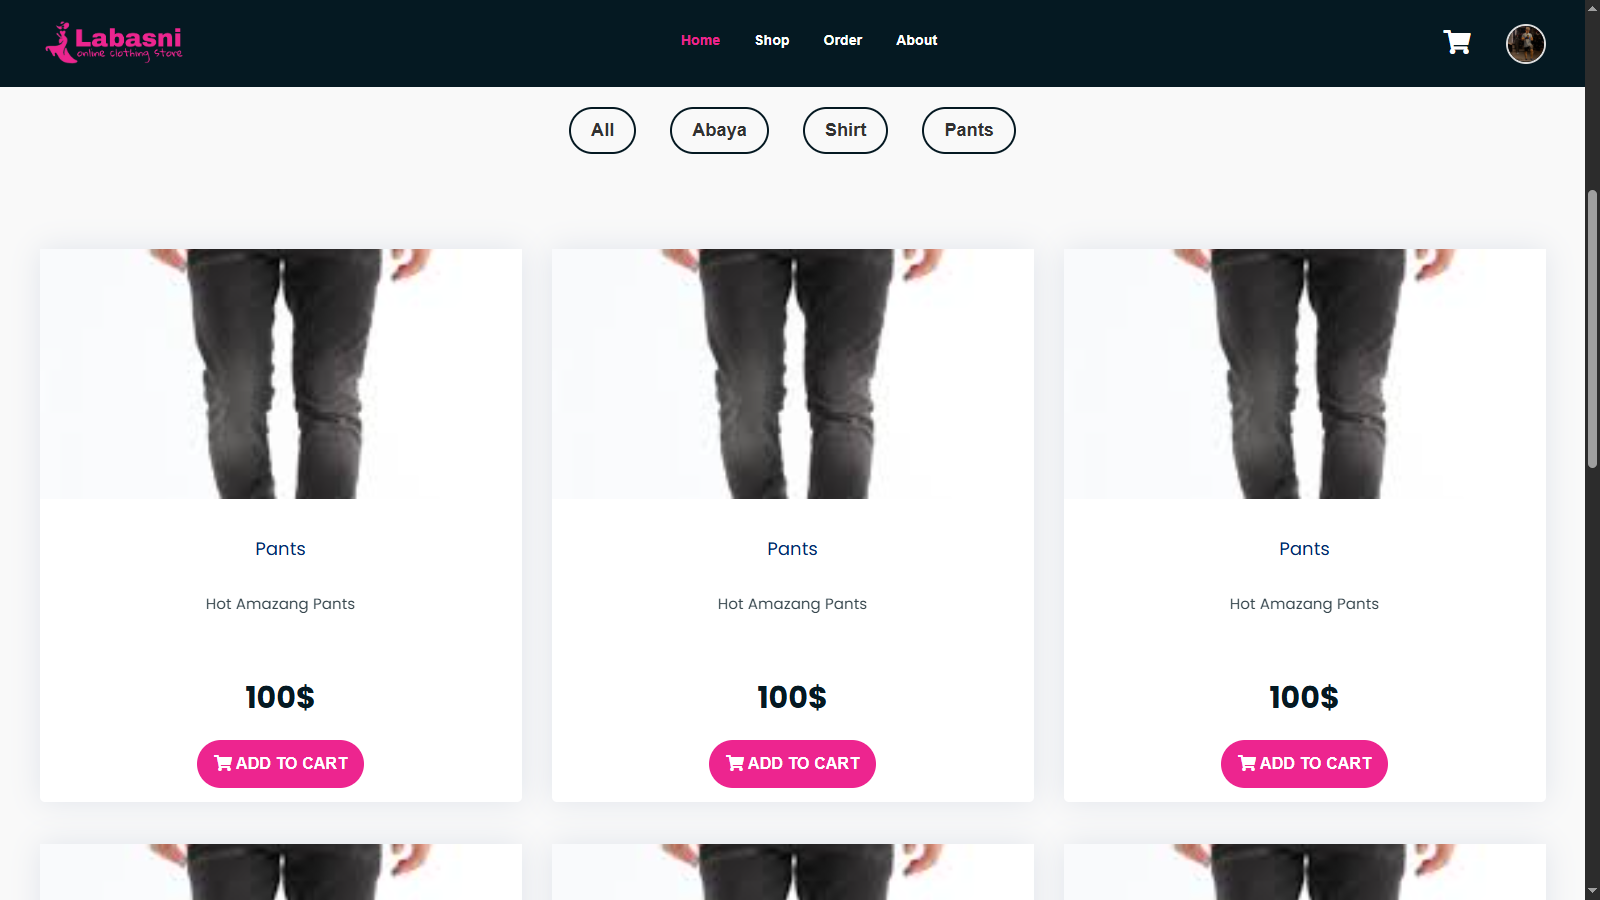 Labasni
online clothing store
Home
Shop
Order
About
All
Abaya
Shirt
Pants
Pants
Pants
Pants
Hot Amazang Pants
Hot Amazang Pants
Hot Amazang Pants
100$
100$
100$
ADD TO CART
ADD TO CART
ADD TO CART